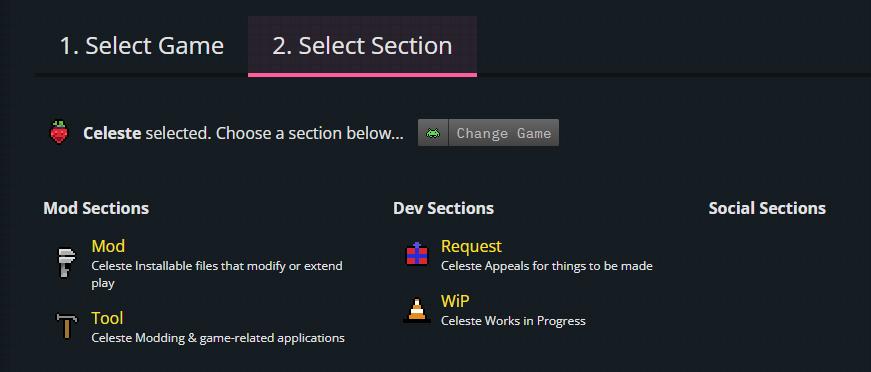 1. Select Game
2. Select Section
Celeste selected. Choose a section below...
Change Game
Mod Sections
Mod
Celeste Installable files that modify or extend
play
Tool
Celeste Modding & game-related applications
Dev Sections
Request
Celeste Appeals for things to be made
WiP
Celeste Works in Progress
Social Sections